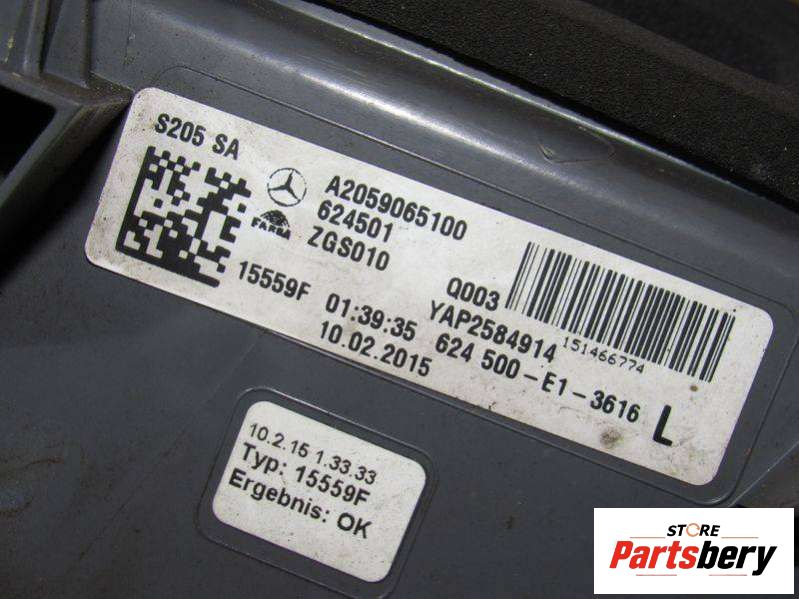 S205 SA
A2059065100
624501
FARBA
ZGS010
15559F 01:39:35
10.02.2015
Q003
YAP2584914
151466774
624 500-E1-3616 L
10.2.15 1.33.33
Typ: 15559F
Ergebnis: OK
STORE
Partsbery